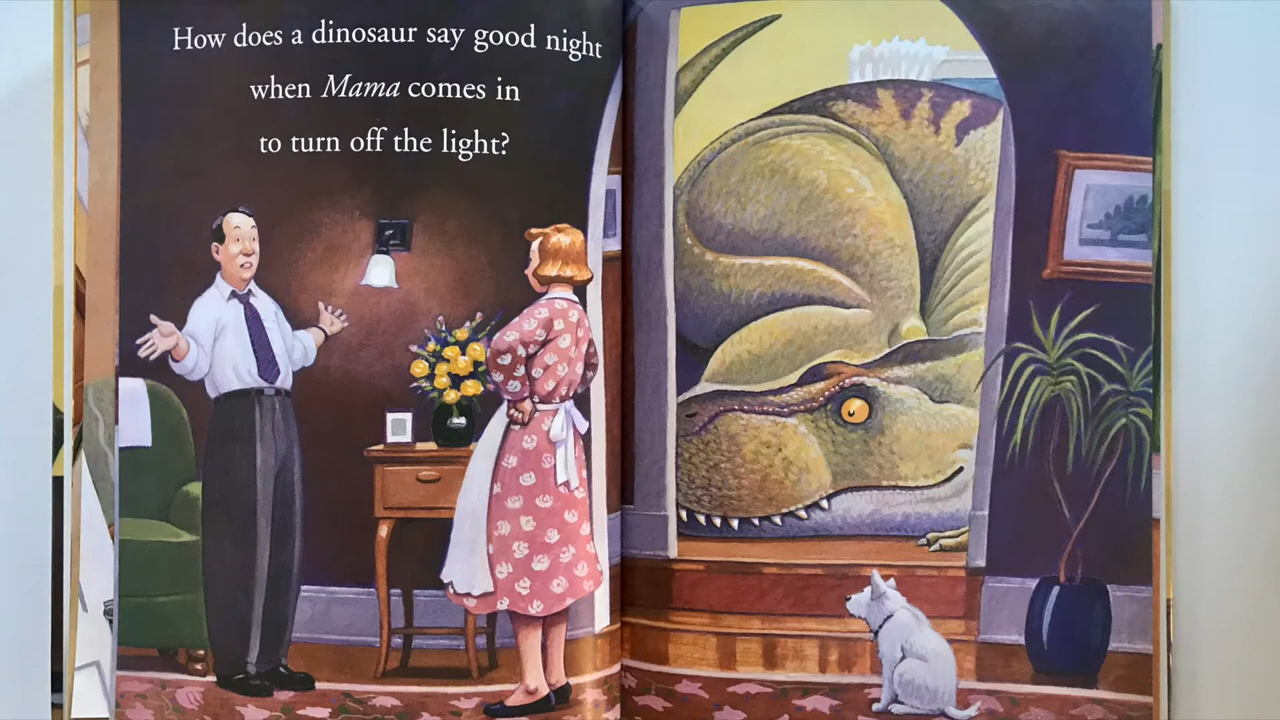 How does a dinosaur say good night
when Mama comes in
to turn off the light?